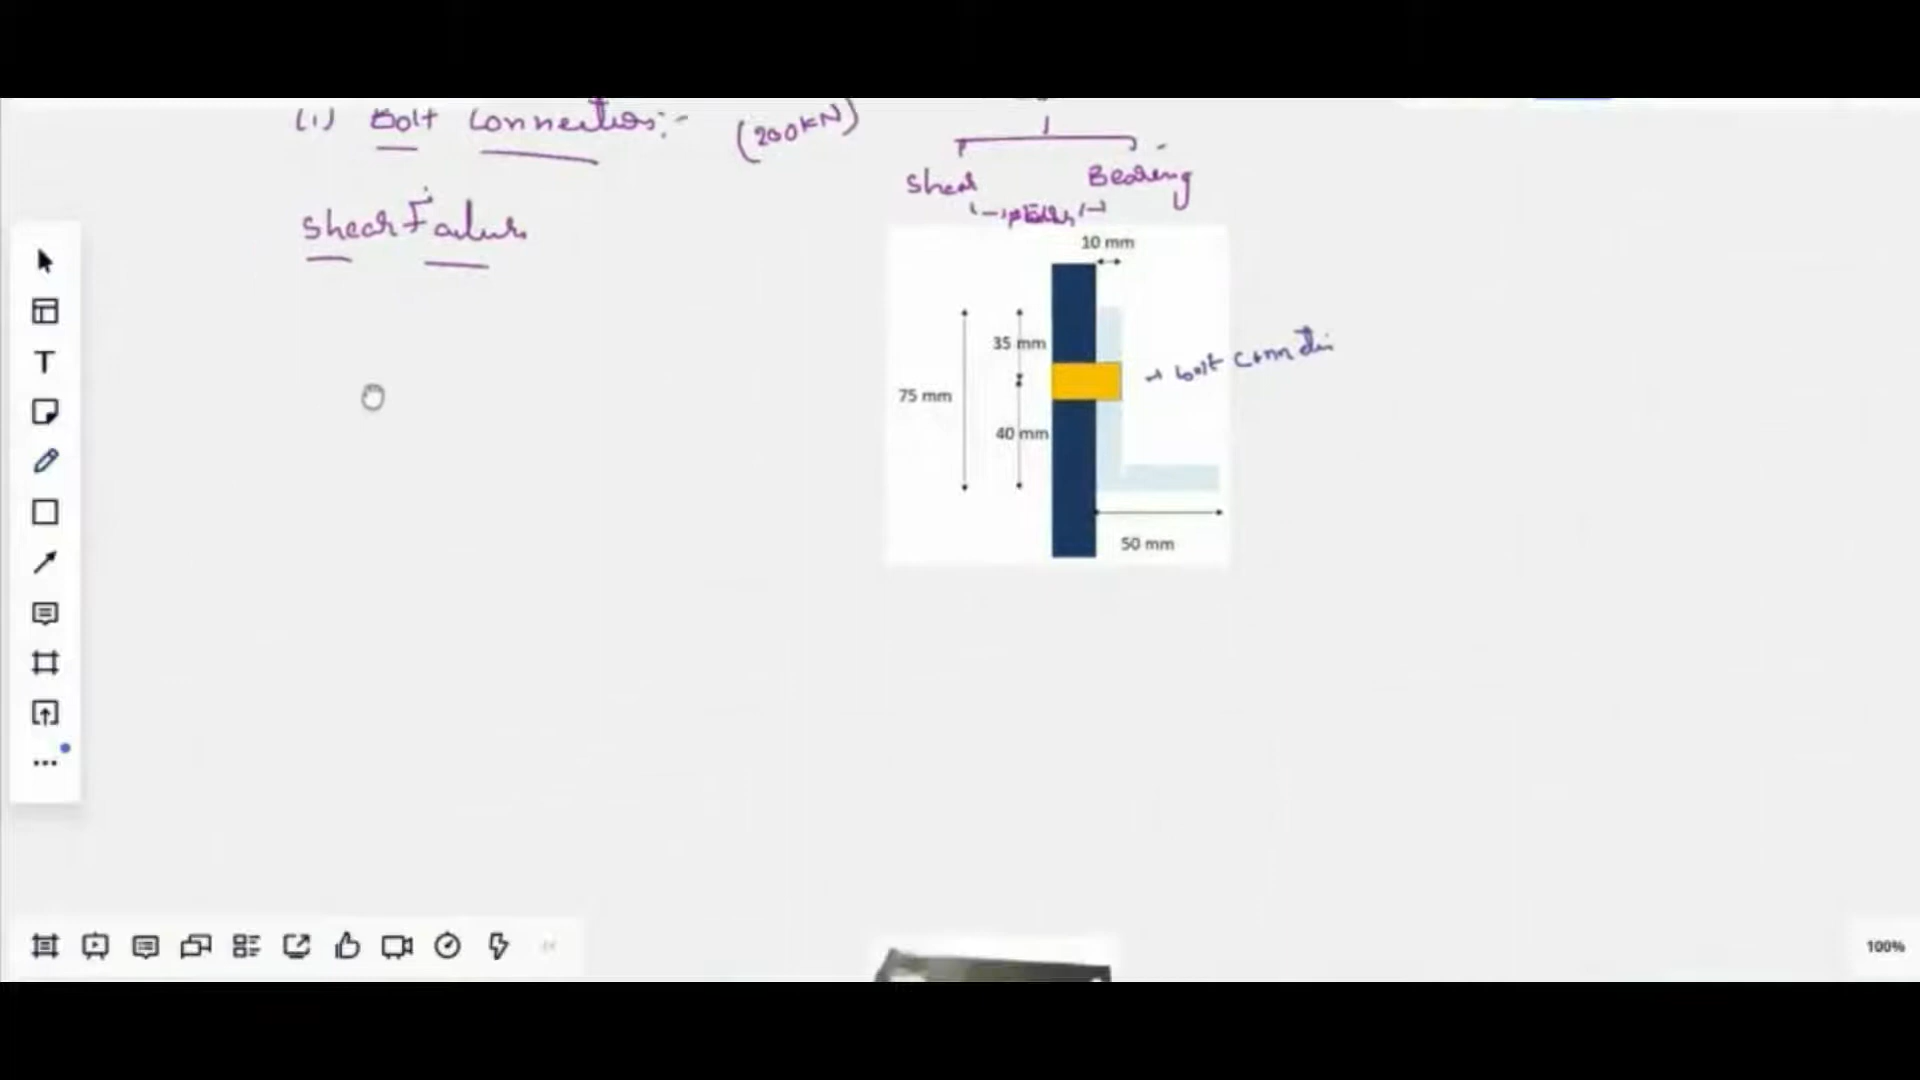 (1) Bolt Connection:- (200kN)
Shear Bearing
Shear Failure
10 mm
35 mm
→ bolt
75 mm
40 mm
50 mm
T
100%